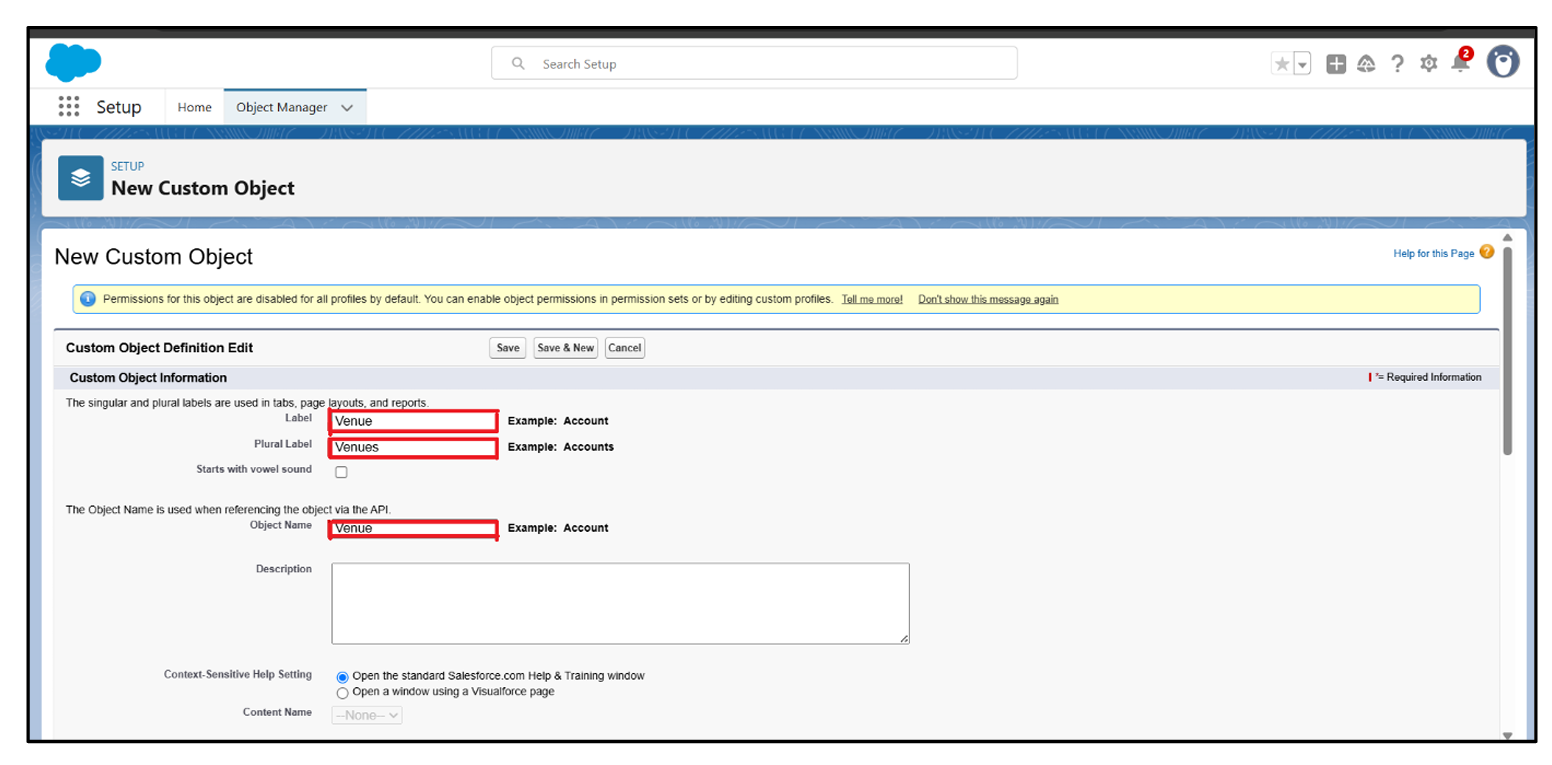 Search Setup
2
Setup Home Object Manager
SETUP
New Custom Object
New Custom Object
Help for this Page ?
i Permissions for this object are disabled for all profiles by default. You can enable object permissions in permission sets or by editing custom profiles. Tell me more! Don't show this message again
Custom Object Definition Edit Save Save & New Cancel
Custom Object Information
= Required Information
The singular and plural labels are used in tabs, page layouts, and reports.
Label Venue Example: Account
Plural Label Venues Example: Accounts
Starts with vowel sound
The Object Name is used when referencing the object via the API.
Object Name Venue Example: Account
Description
Context-Sensitive Help Setting Open the standard Salesforce.com Help & Training window
Open a window using a Visualforce page
Content Name --None--